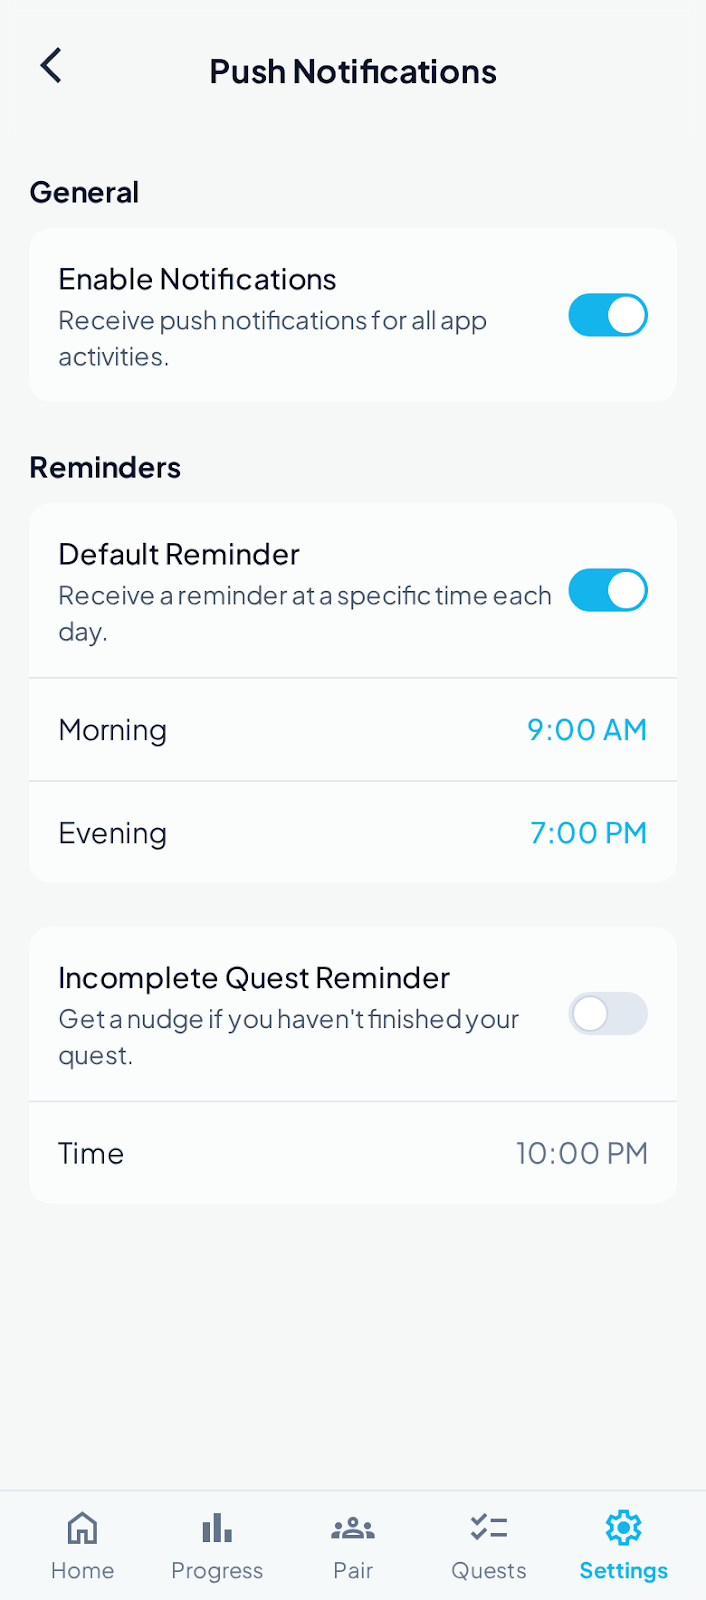 Push Notifications
General
Enable Notifications
Receive push notifications for all app
activities.
Reminders
Default Reminder
Receive a reminder at a specific time each
day.
Morning
9:00 AM
Evening
7:00 PM
Incomplete Quest Reminder
Get a nudge if you haven't finished your
quest.
Time
10:00 PM
Home
Progress
Pair
Quests
Settings